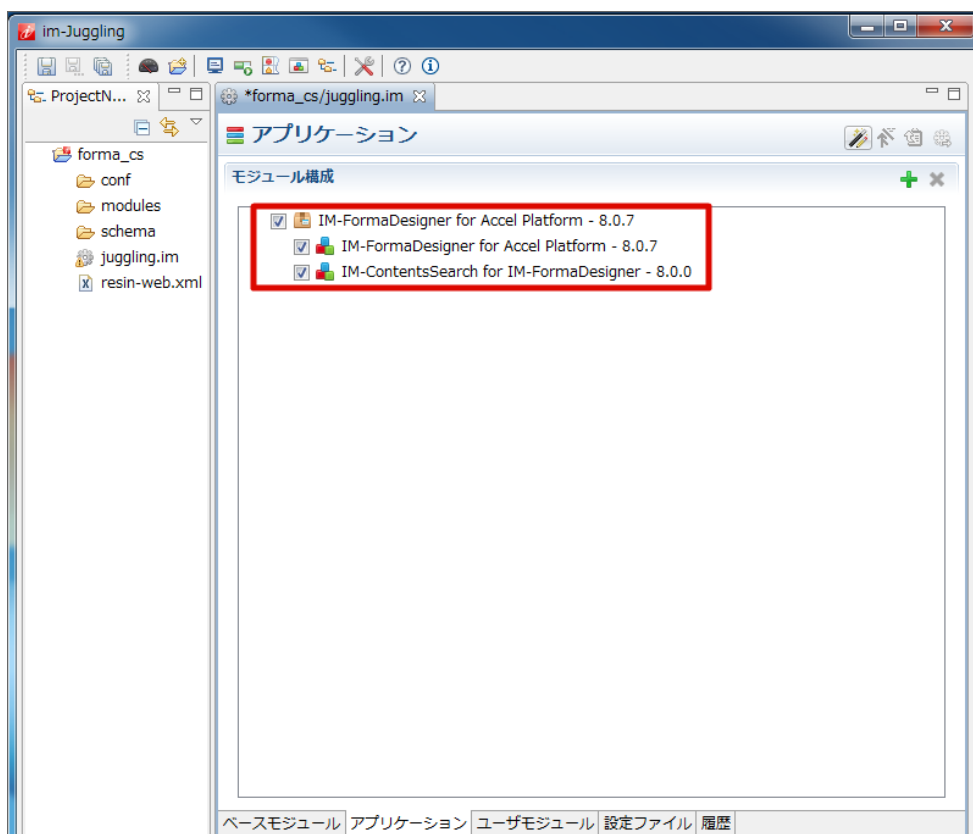 im-Juggling
ProjectN...
*forma_cs/juggling.im
アプリケーション
forma_cs
conf
modules
schema
juggling.im
resin-web.xml
モジュール構成
IM-FormaDesigner for Accel Platform - 8.0.7
IM-FormaDesigner for Accel Platform - 8.0.7
IM-ContentsSearch for IM-FormaDesigner - 8.0.0
ベースモジュール アプリケーション ユーザモジュール 設定ファイル 履歴